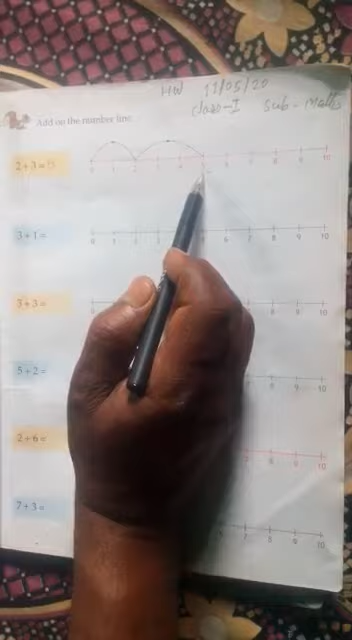 HW 11/05/20
Class-I Sub-Maths
Add on the number line.
2+3=5
0 1 2 3 4 6 7 8 9 10
3+1=
0 1 2 3 6 7 8 9 10
3+3=
0 7 8 9 10
5+2=
8 9 10
2+6=
7 8 9 10
7+3=
7 8 9 10